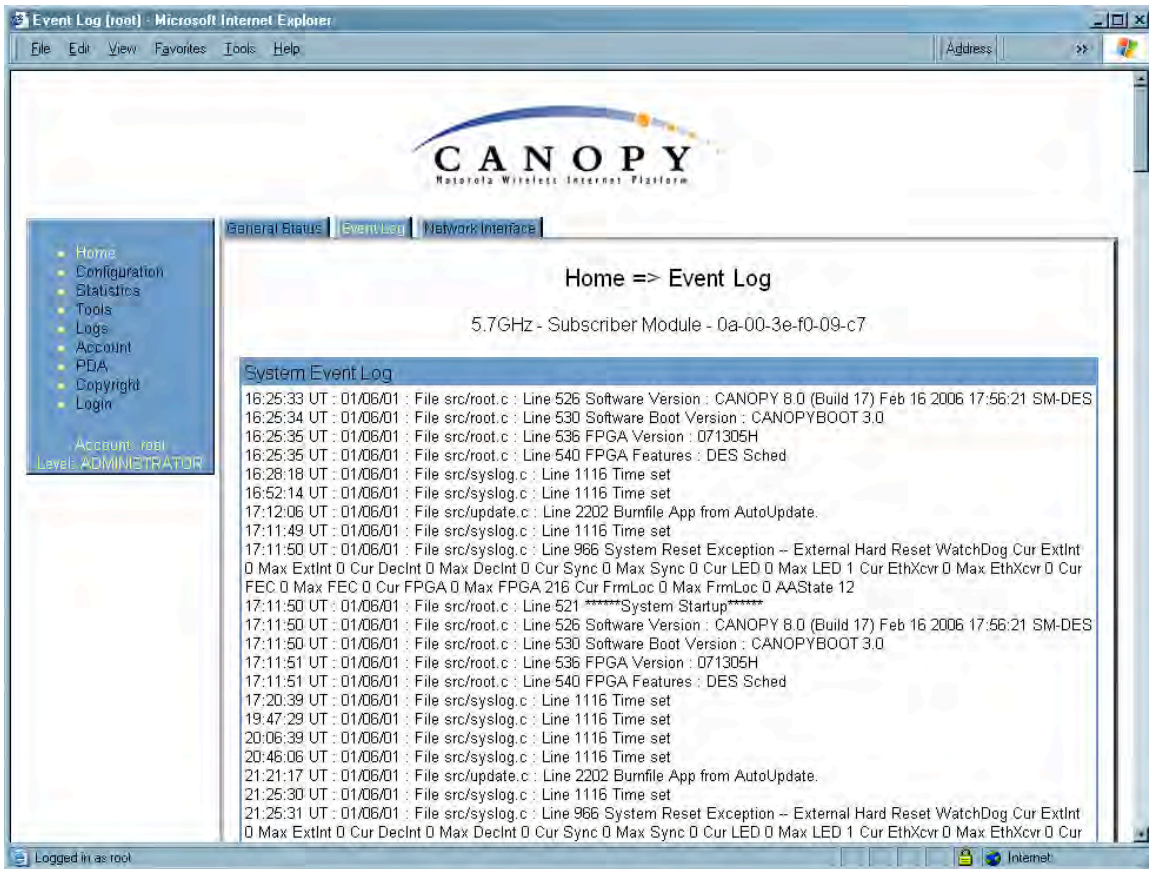 Event Log (root) - Microsoft Internet Explorer
File Edit View Favorites Tools Help
Address
»
CANOPY
Motorola Wireless Internet Platform
General Status
Event Log
Network Interface
Home
Configuration
Statistics
Tools
Logs
Account
PDA
Copyright
Login
Account: root
Level: ADMINISTRATOR
Home => Event Log
5.7GHz - Subscriber Module - 0a-00-3e-f0-09-c7
System Event Log
16:25:33 UT : 01/06/01 : File src/root.c : Line 526 Software Version : CANOPY 8.0 (Build 17) Feb 16 2006 17:56:21 SM-DES
16:25:34 UT : 01/06/01 : File src/root.c : Line 530 Software Boot Version : CANOPYBOOT 3.0
16:25:35 UT : 01/06/01 : File src/root.c : Line 536 FPGA Version : 071305H
16:25:35 UT : 01/06/01 : File src/root.c : Line 540 FPGA Features : DES Sched
16:28:18 UT : 01/06/01 : File src/syslog.c : Line 1116 Time set
16:52:14 UT : 01/06/01 : File src/syslog.c : Line 1116 Time set
17:12:06 UT : 01/06/01 : File src/update.c : Line 2202 Burnfile App from AutoUpdate.
17:11:49 UT : 01/06/01 : File src/syslog.c : Line 1116 Time set
17:11:50 UT : 01/06/01 : File src/root.c : Line 966 System Reset Exception -- External Hard Reset WatchDog Cur ExtInt
0 Max ExtInt 0 Cur DecInt 0 Max DecInt 0 Cur Sync 0 Max Sync 0 Cur LED 0 Max LED 1 Cur EthXcvr 0 Max EthXcvr 0 Cur
FEC 0 Max FEC 0 Cur FPGA 0 Max FPGA 216 Cur FrmLoc 0 Max FrmLoc 0 AAState 12
17:11:50 UT : 01/06/01 : File src/root.c : Line 521 ******System Startup******
17:11:50 UT : 01/06/01 : File src/root.c : Line 526 Software Version : CANOPY 8.0 (Build 17) Feb 16 2006 17:56:21 SM-DES
17:11:50 UT : 01/06/01 : File src/root.c : Line 530 Software Boot Version : CANOPYBOOT 3.0
17:11:51 UT : 01/06/01 : File src/root.c : Line 536 FPGA Version : 071305H
17:11:51 UT : 01/06/01 : File src/root.c : Line 540 FPGA Features : DES Sched
17:20:39 UT : 01/06/01 : File src/syslog.c : Line 1116 Time set
19:47:29 UT : 01/06/01 : File src/syslog.c : Line 1116 Time set
20:06:39 UT : 01/06/01 : File src/syslog.c : Line 1116 Time set
20:46:06 UT : 01/06/01 : File src/syslog.c : Line 1116 Time set
21:21:17 UT : 01/06/01 : File src/update.c : Line 2202 Burnfile App from AutoUpdate.
21:25:30 UT : 01/06/01 : File src/syslog.c : Line 1116 Time set
21:25:31 UT : 01/06/01 : File src/root.c : Line 966 System Reset Exception -- External Hard Reset WatchDog Cur ExtInt
0 Max ExtInt 0 Cur DecInt 0 Max DecInt 0 Cur Sync 0 Max Sync 0 Cur LED 0 Max LED 1 Cur EthXcvr 0 Max EthXcvr 0 Cur
Logged in as root
Internet